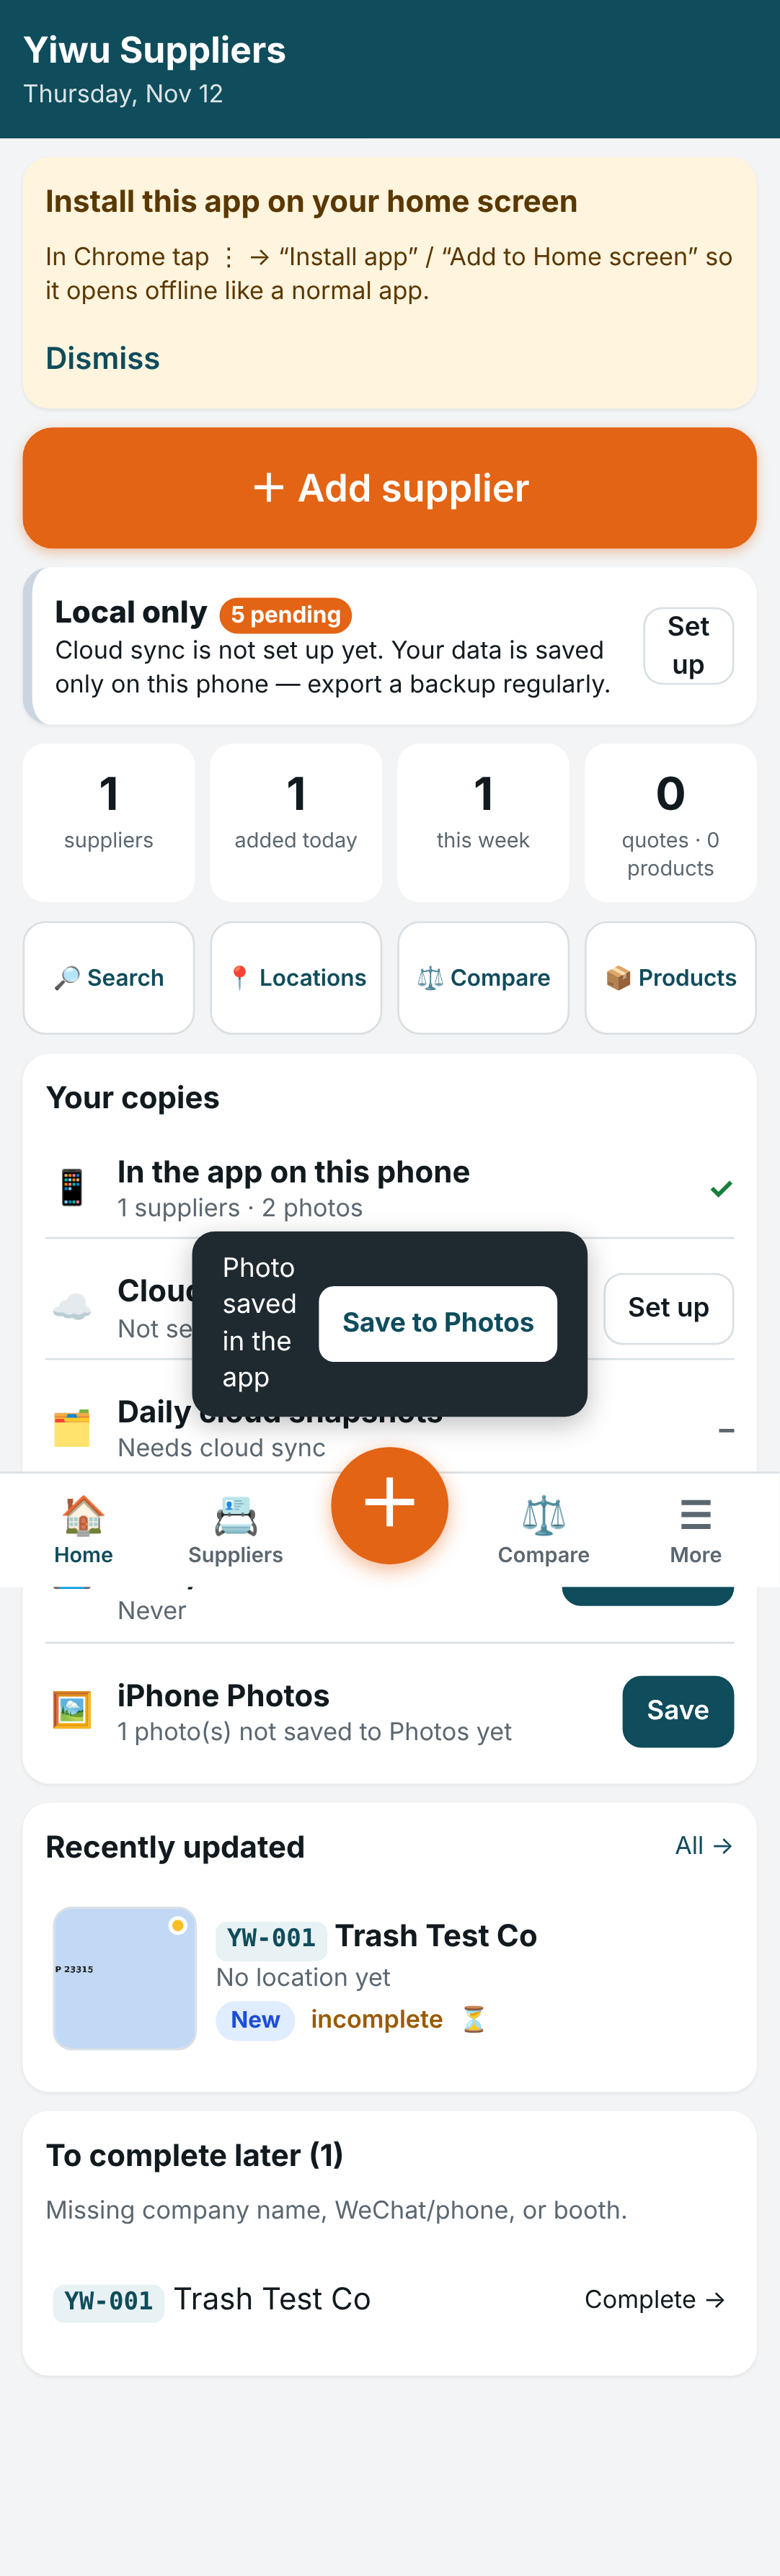 Yiwu Suppliers
Thursday, Nov 12
Install this app on your home screen
In Chrome tap ⋮ → “Install app” / “Add to Home screen” so
it opens offline like a normal app.
Dismiss
+ Add supplier
Local only 5 pending
Cloud sync is not set up yet. Your data is saved
only on this phone — export a backup regularly.
Set
up
1
suppliers
1
added today
1
this week
0
quotes · 0
products
Search
Locations
Compare
Products
Your copies
In the app on this phone
1 suppliers · 2 photos
✓
Set up
Photo
saved
in the
app
Save to Photos
Daily cloud snapshots
Needs cloud sync
–
Home
Suppliers
+
Compare
More
Never
iPhone Photos
1 photo(s) not saved to Photos yet
Save
Recently updated
All →
P 23315
YW-001 Trash Test Co
No location yet
New incomplete
To complete later (1)
Missing company name, WeChat/phone, or booth.
YW-001 Trash Test Co
Complete →